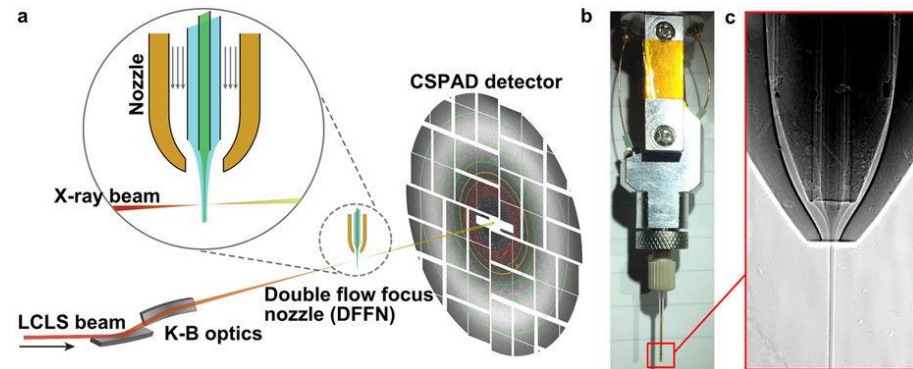 a
Nozzle
X-ray beam
LCLS beam
K-B optics
Double flow focus
nozzle (DFFN)
CSPAD detector
b
c